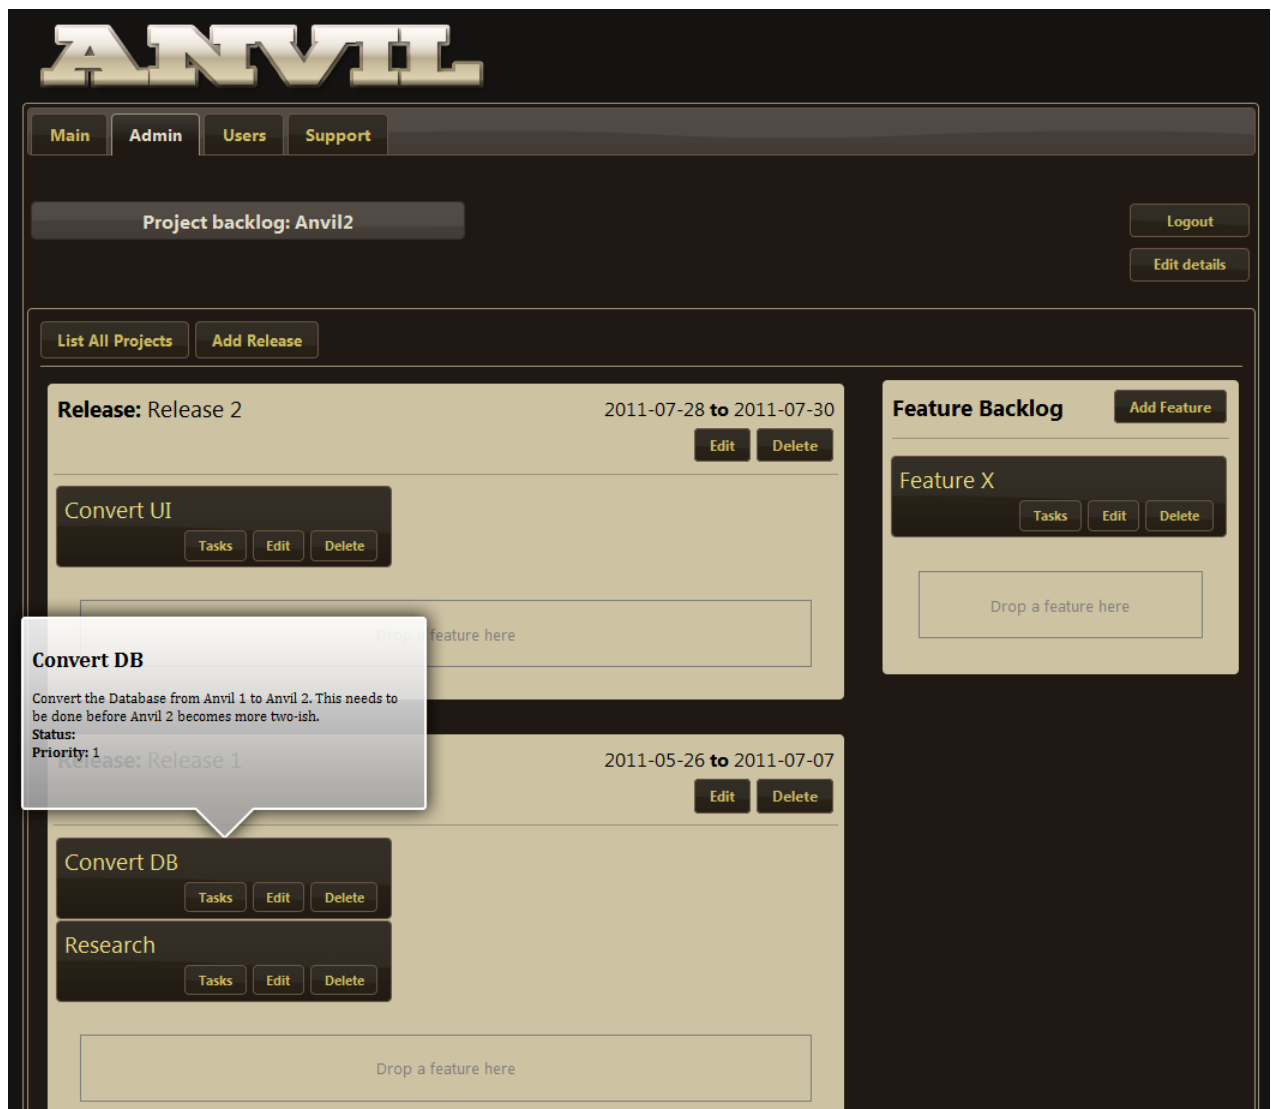 ANVIL
Main Admin Users Support
Project backlog: Anvil2
Logout
Edit details
List All Projects Add Release
Release: Release 2 2011-07-28 to 2011-07-30
Edit Delete
Convert UI
Tasks Edit Delete
Drop a feature here
Convert DB
Convert the Database from Anvil 1 to Anvil 2. This needs to
be done before Anvil 2 becomes more two-ish.
Status:
Priority: 1
Release: Release 1 2011-05-26 to 2011-07-07
Edit Delete
Convert DB
Tasks Edit Delete
Research
Tasks Edit Delete
Drop a feature here
Feature Backlog Add Feature
Feature X
Tasks Edit Delete
Drop a feature here